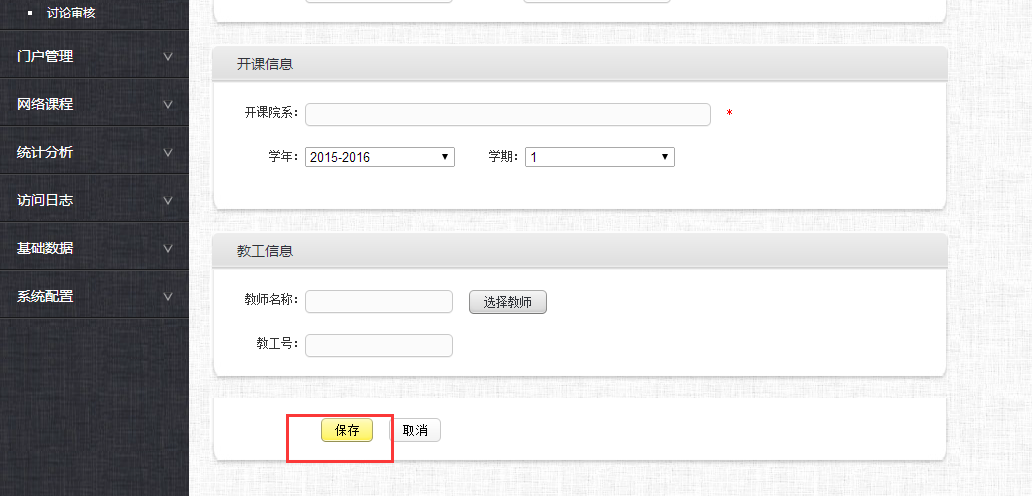 讨论审核
门户管理
网络课程
统计分析
访问日志
基础数据
系统配置
开课信息
开课院系： *
学年： 2015-2016 学期： 1
教工信息
教师名称： 选择教师
教工号：
保存 取消